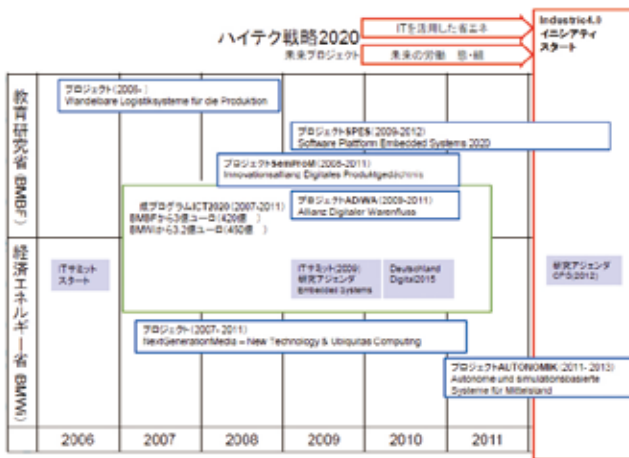 ハイテク戦略2020
未来プロジェクト
ITを活用した省エネ
未来の労働 態・組
Industrie4.0
イニシアティ
スタート
教育研究省(BMBF)
プロジェクト(2006-)
Wandelbare Logistiksysteme für die Produktion
プロジェクトSPES(2009-2012)
Software Platform Embedded Systems 2020
プロジェクトSemProM(2008-2011)
Innovationsallianz Digitales Produktgedächtnis
成プログラムICT2020(2007-2011)
BMBFから3億ユーロ(420億 )
BMWiから3.2億ユーロ(450億 )
プロジェクトADiWA(2009-2011)
Allianz Digitaler Warenfluss
経済エネルギー省(BMWi)
ITサミット
スタート
ITサミット(2009)
研究アジェンダ
Embedded Systems
Deutschland
Digital2015
研究アジェンダ
CPS(2012)
プロジェクト(2007-2011)
NextGenerationMedia – New Technology & Ubiquitas Computing
プロジェクトAUTONOMIK(2011-2013)
Autonome und simulationsbasierte
Systeme für Mittelstand
2006
2007
2008
2009
2010
2011